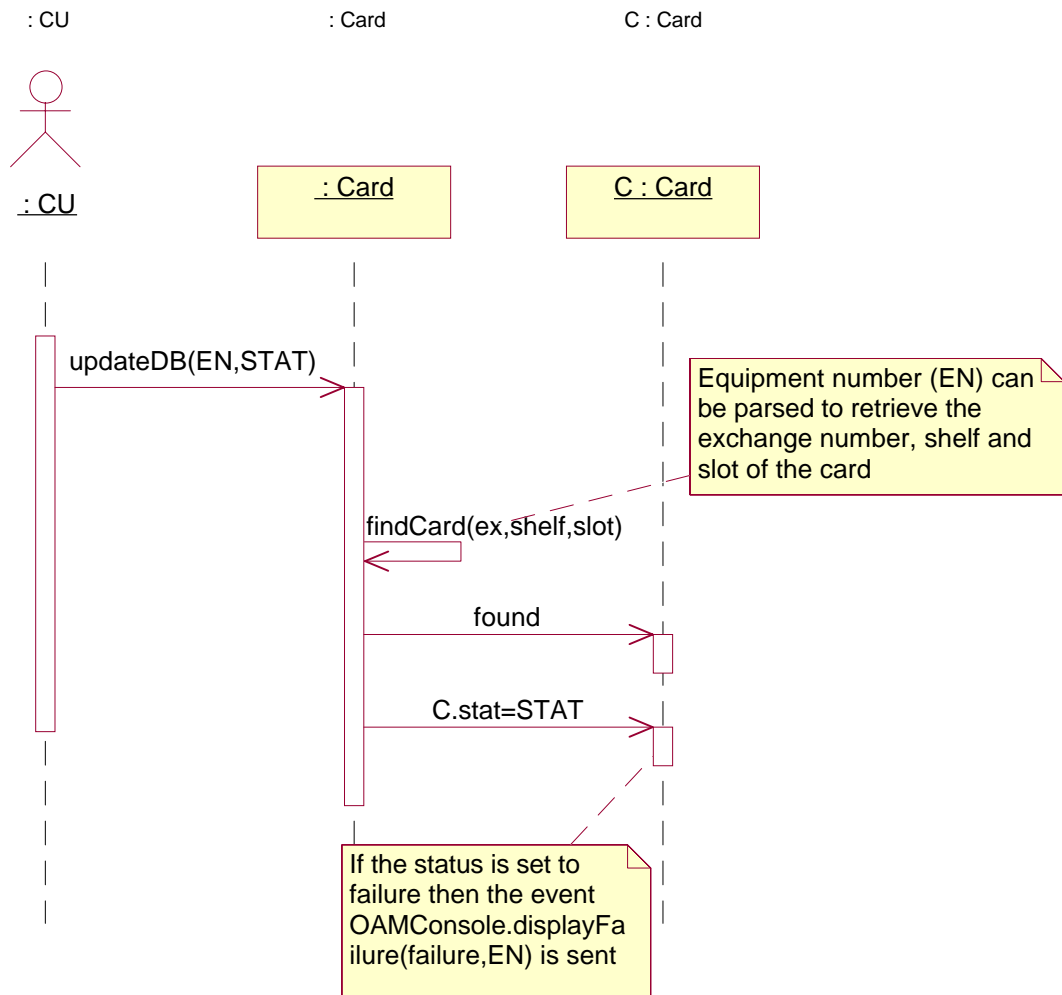 : CU
: Card
C : Card
: CU
: Card
C : Card
updateDB(EN,STAT)
Equipment number (EN) can
be parsed to retrieve the
exchange number, shelf and
slot of the card
findCard(ex,shelf,slot)
found
C.stat=STAT
If the status is set to
failure then the event
OAMConsole.displayFa
ilure(failure,EN) is sent